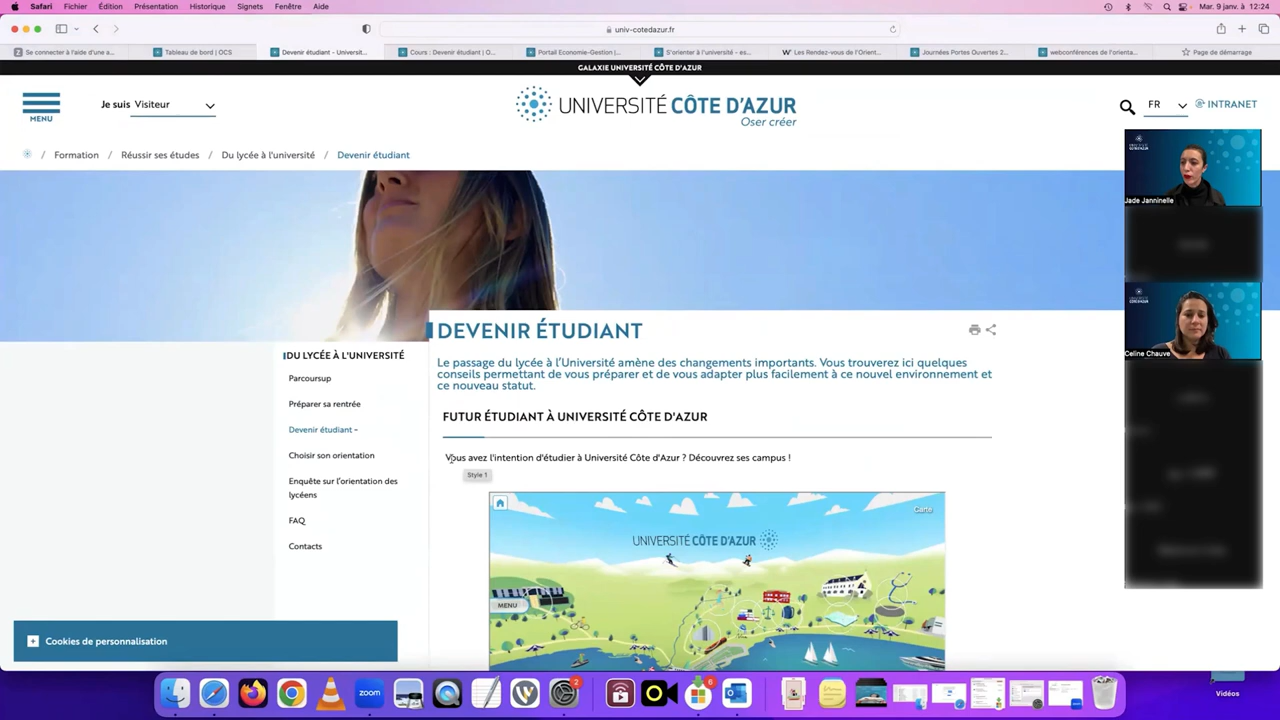 Safari Fichier Édition Présentation Historique Signets Fenêtre Aide Mar. 9 janv. à 12:24
univ-cotedazur.fr
Se connecter à l'aide d'une a... Tableau de bord | OCS Devenir étudiant - Universit... Cours : Devenir étudiant | O... Portail Economie-Gestion |... S'orienter à l'université - es... Les Rendez-vous de l'Orient... Journées Portes Ouvertes 2... webconférences de l'orienta... Page de démarrage
GALAXIE UNIVERSITÉ CÔTE D'AZUR
MENU
Je suis Visiteur
UNIVERSITÉ CÔTE D'AZUR
Oser créer
FR
INTRANET
/ Formation / Réussir ses études / Du lycée à l'université / Devenir étudiant
Jade Janninelle
Celine Chauve
DU LYCÉE À L'UNIVERSITÉ
Parcoursup
Préparer sa rentrée
Devenir étudiant -
Choisir son orientation
Enquête sur l'orientation des
lycéens
FAQ
Contacts
DEVENIR ÉTUDIANT
Le passage du lycée à l'Université amène des changements importants. Vous trouverez ici quelques
conseils permettant de vous préparer et de vous adapter plus facilement à ce nouvel environnement et
ce nouveau statut.
FUTUR ÉTUDIANT À UNIVERSITÉ CÔTE D'AZUR
Vous avez l'intention d'étudier à Université Côte d'Azur ? Découvrez ses campus !
Style 1
Carte
UNIVERSITÉ CÔTE D'AZUR
MENU
Cookies de personnalisation
zoom
2
6
Vidéos